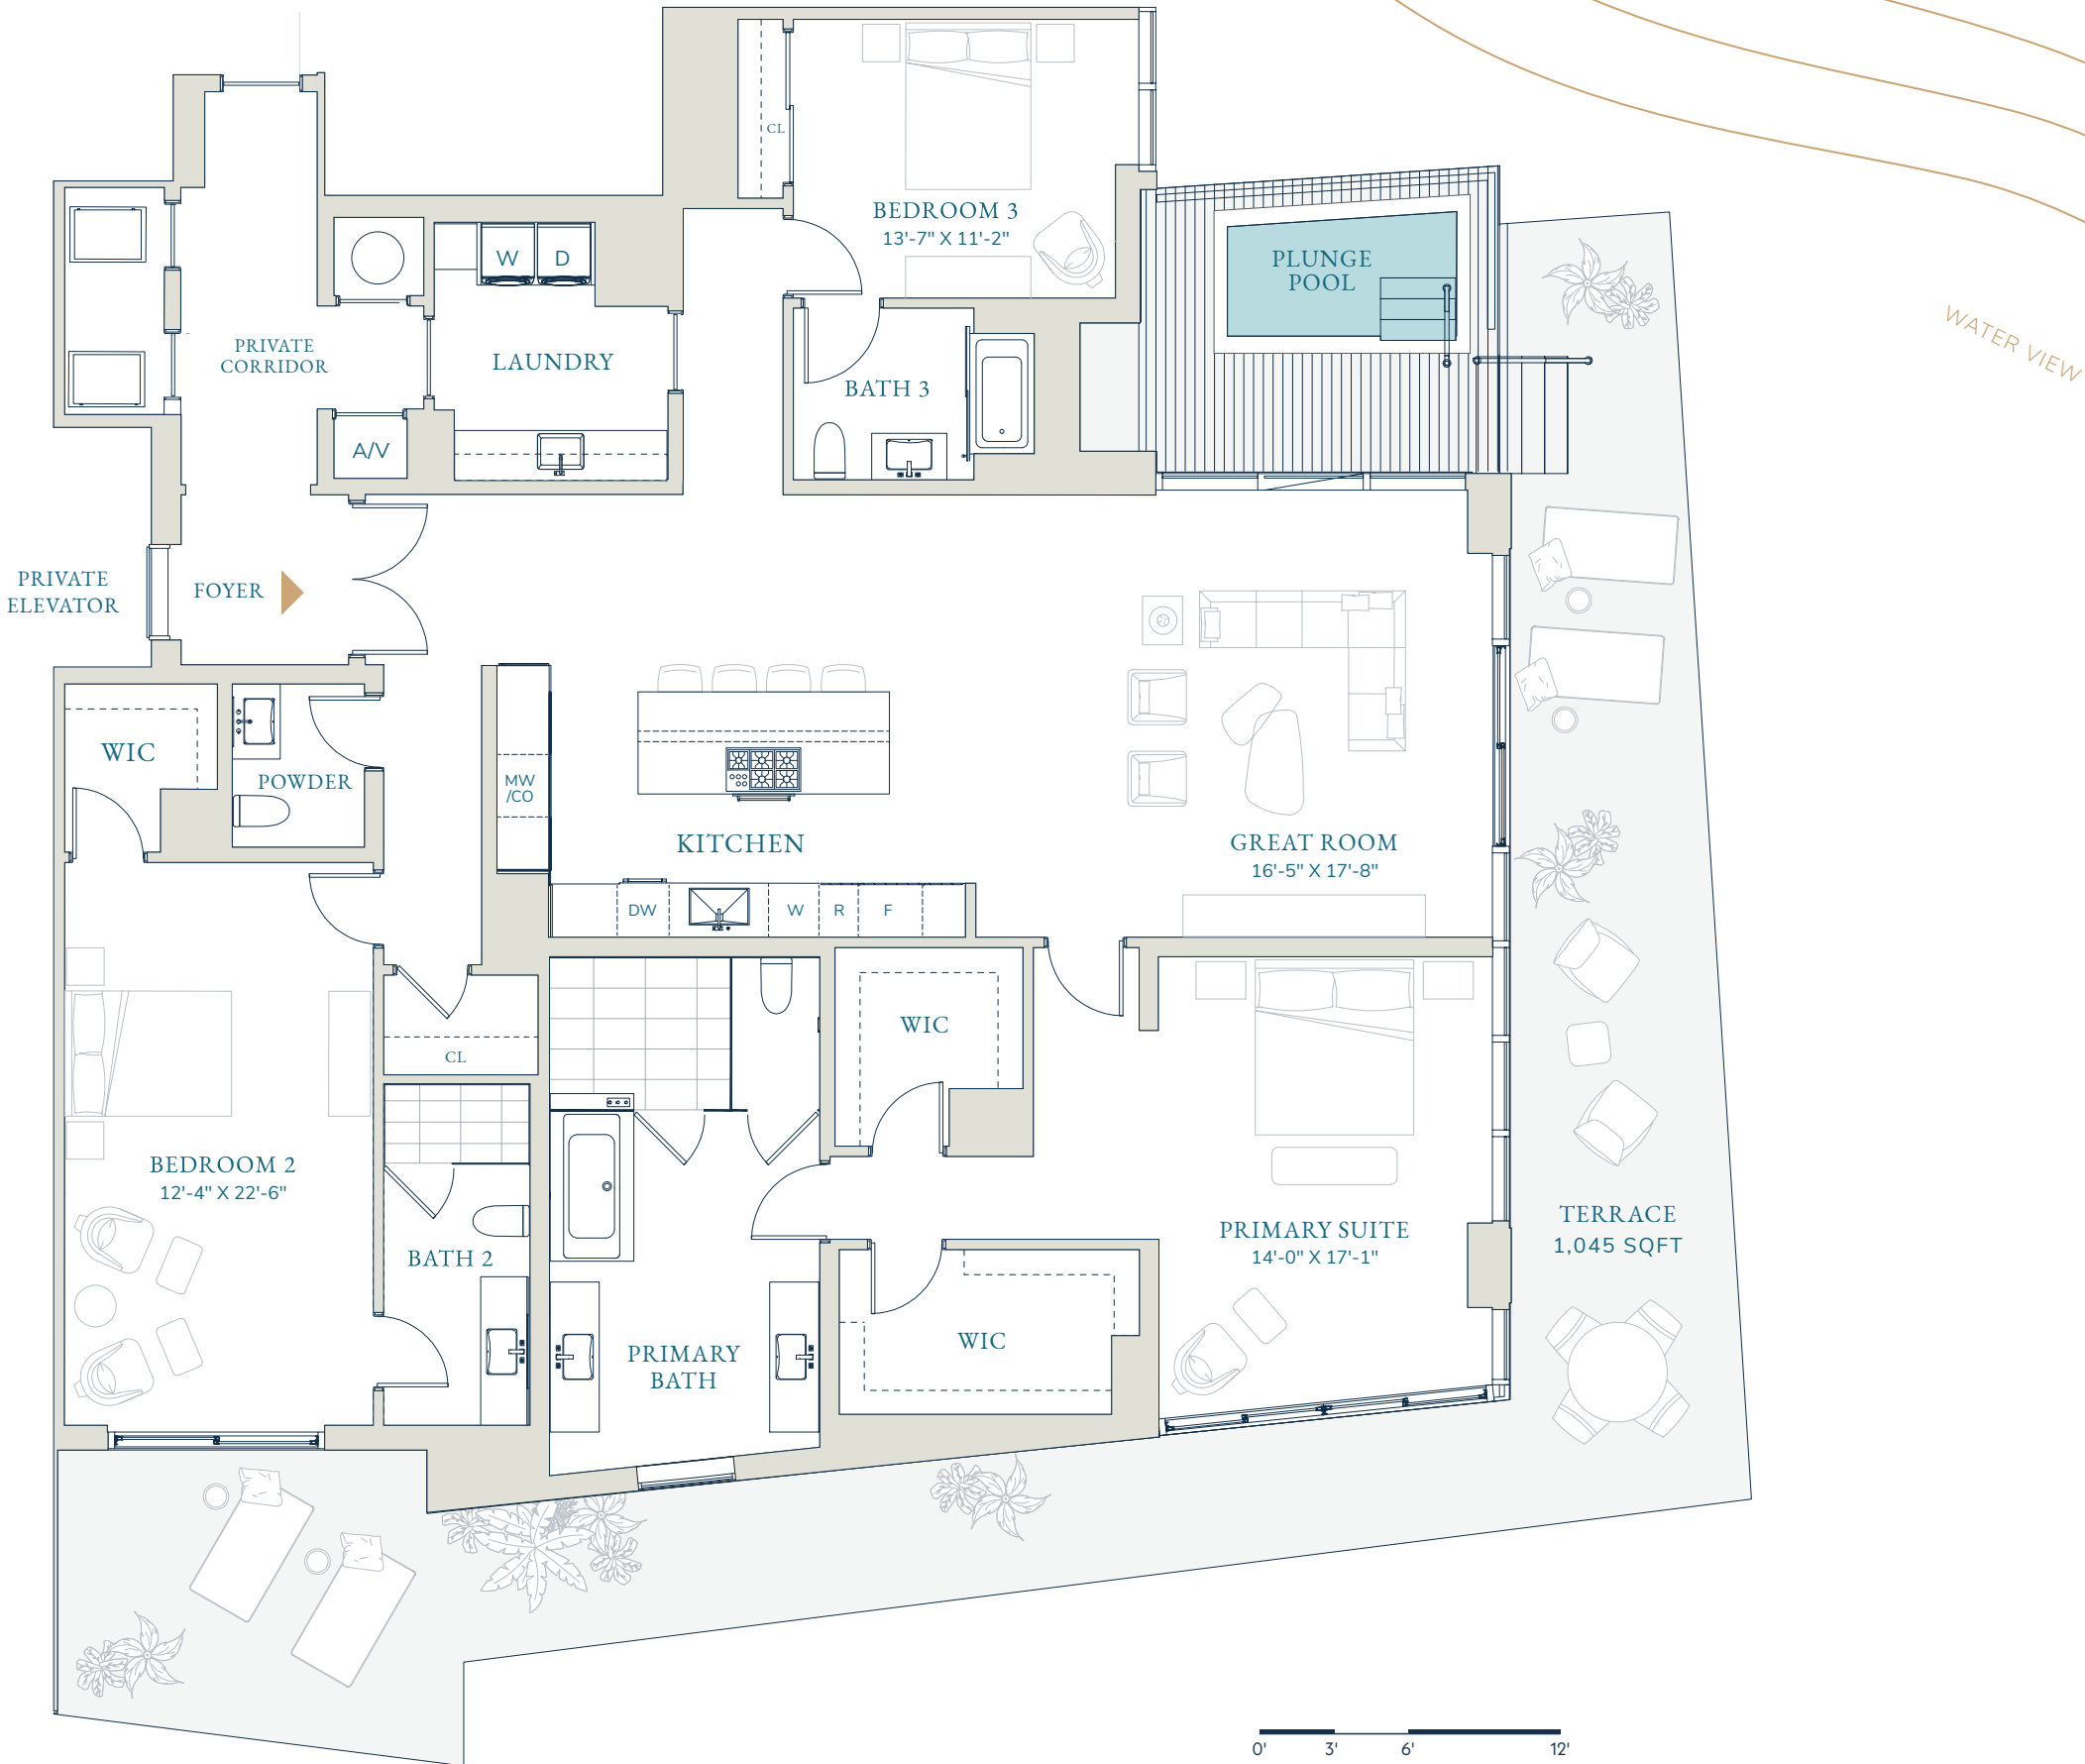 CL
BEDROOM 3
13'-7" X 11'-2"
PLUNGE
POOL
W
D
WATER VIEW
PRIVATE
CORRIDOR
LAUNDRY
BATH 3
A/V
PRIVATE
ELEVATOR
FOYER
WIC
POWDER
MW
/CO
KITCHEN
GREAT ROOM
16'-5" X 17'-8"
DW
W
R
F
WIC
CL
BEDROOM 2
12'-4" X 22'-6"
BATH 2
PRIMARY SUITE
14'-0" X 17'-1"
TERRACE
1,045 SQFT
PRIMARY
BATH
WIC
0'
3'
6'
12'